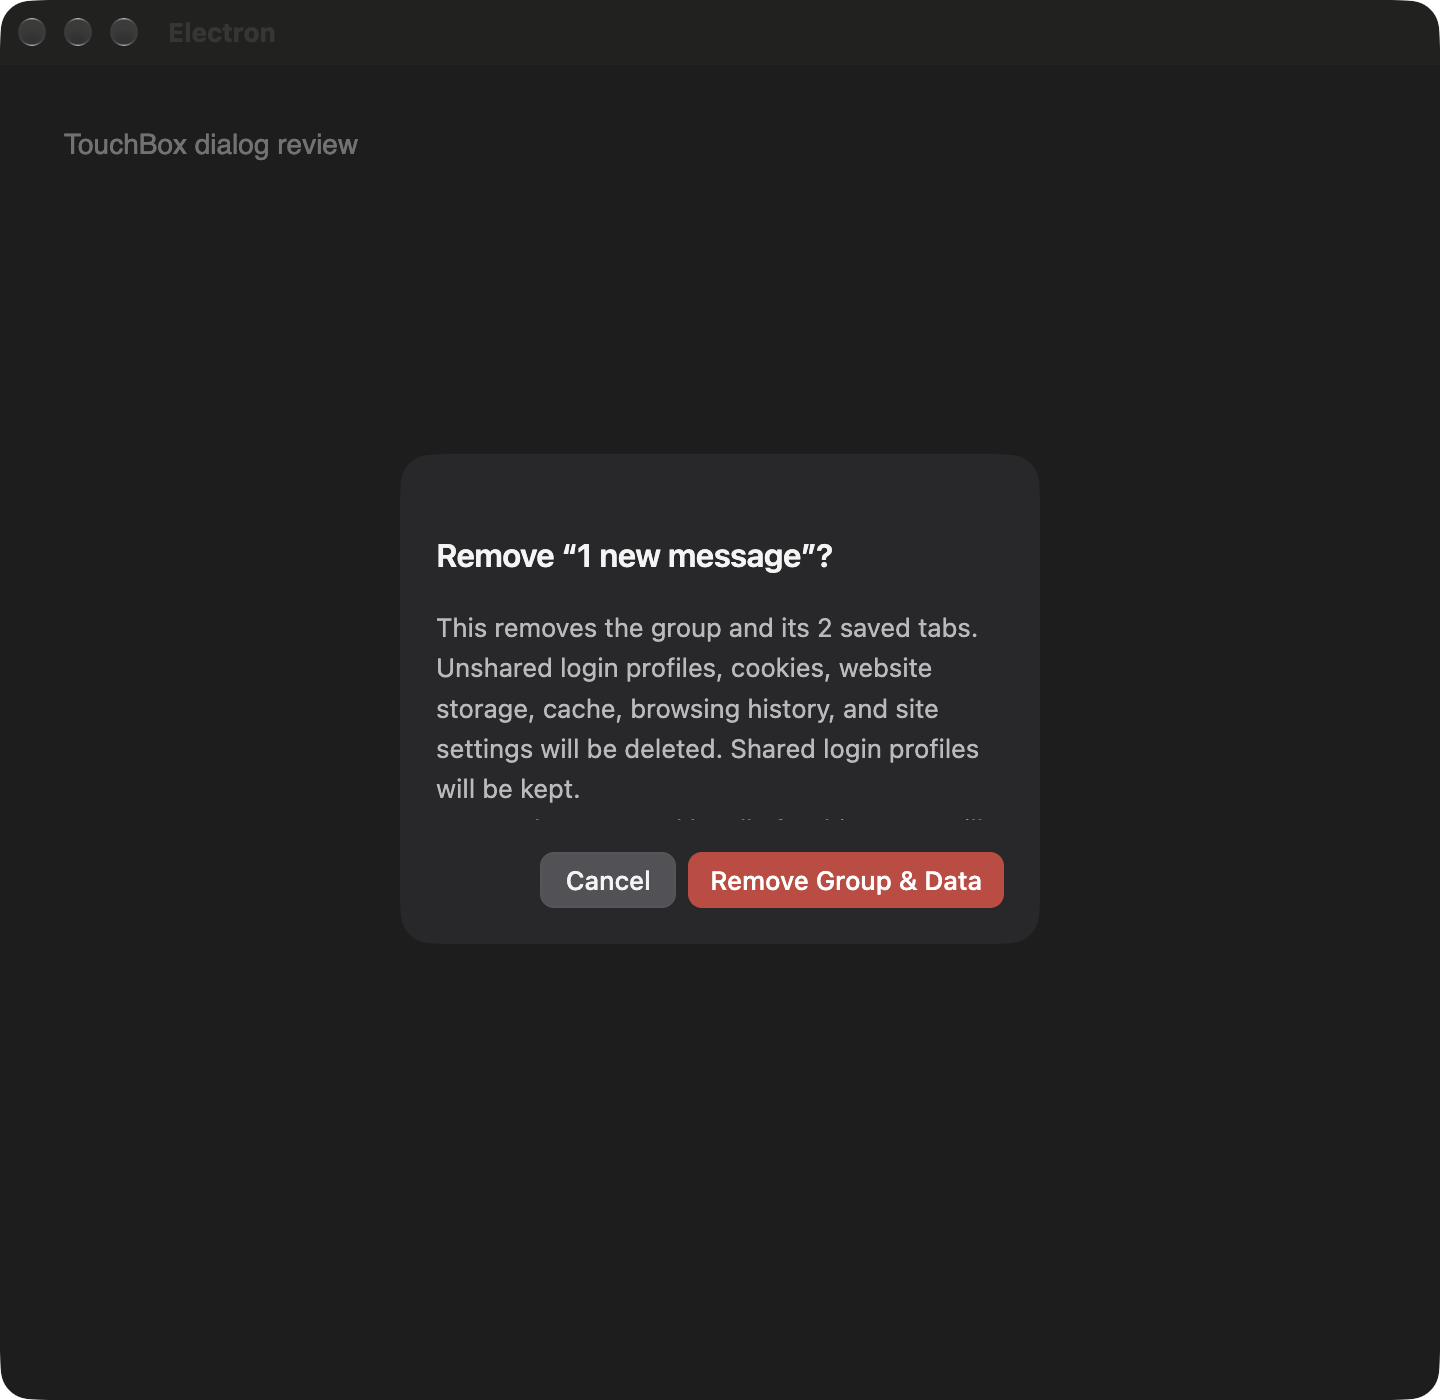 Electron
TouchBox dialog review
Remove “1 new message”?
This removes the group and its 2 saved tabs.
Unshared login profiles, cookies, website
storage, cache, browsing history, and site
settings will be deleted. Shared login profiles
will be kept.
Cancel
Remove Group & Data